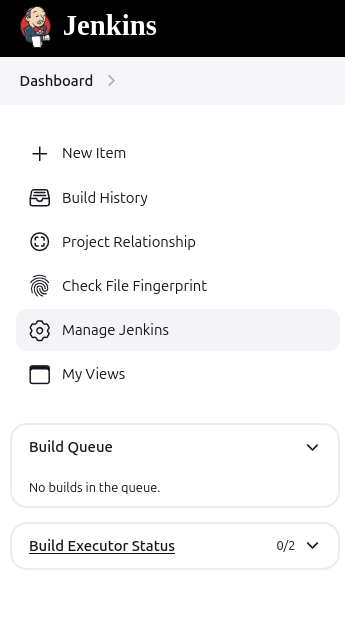 Jenkins
Dashboard
New Item
Build History
Project Relationship
Check File Fingerprint
Manage Jenkins
My Views
Build Queue
No builds in the queue.
Build Executor Status 0/2